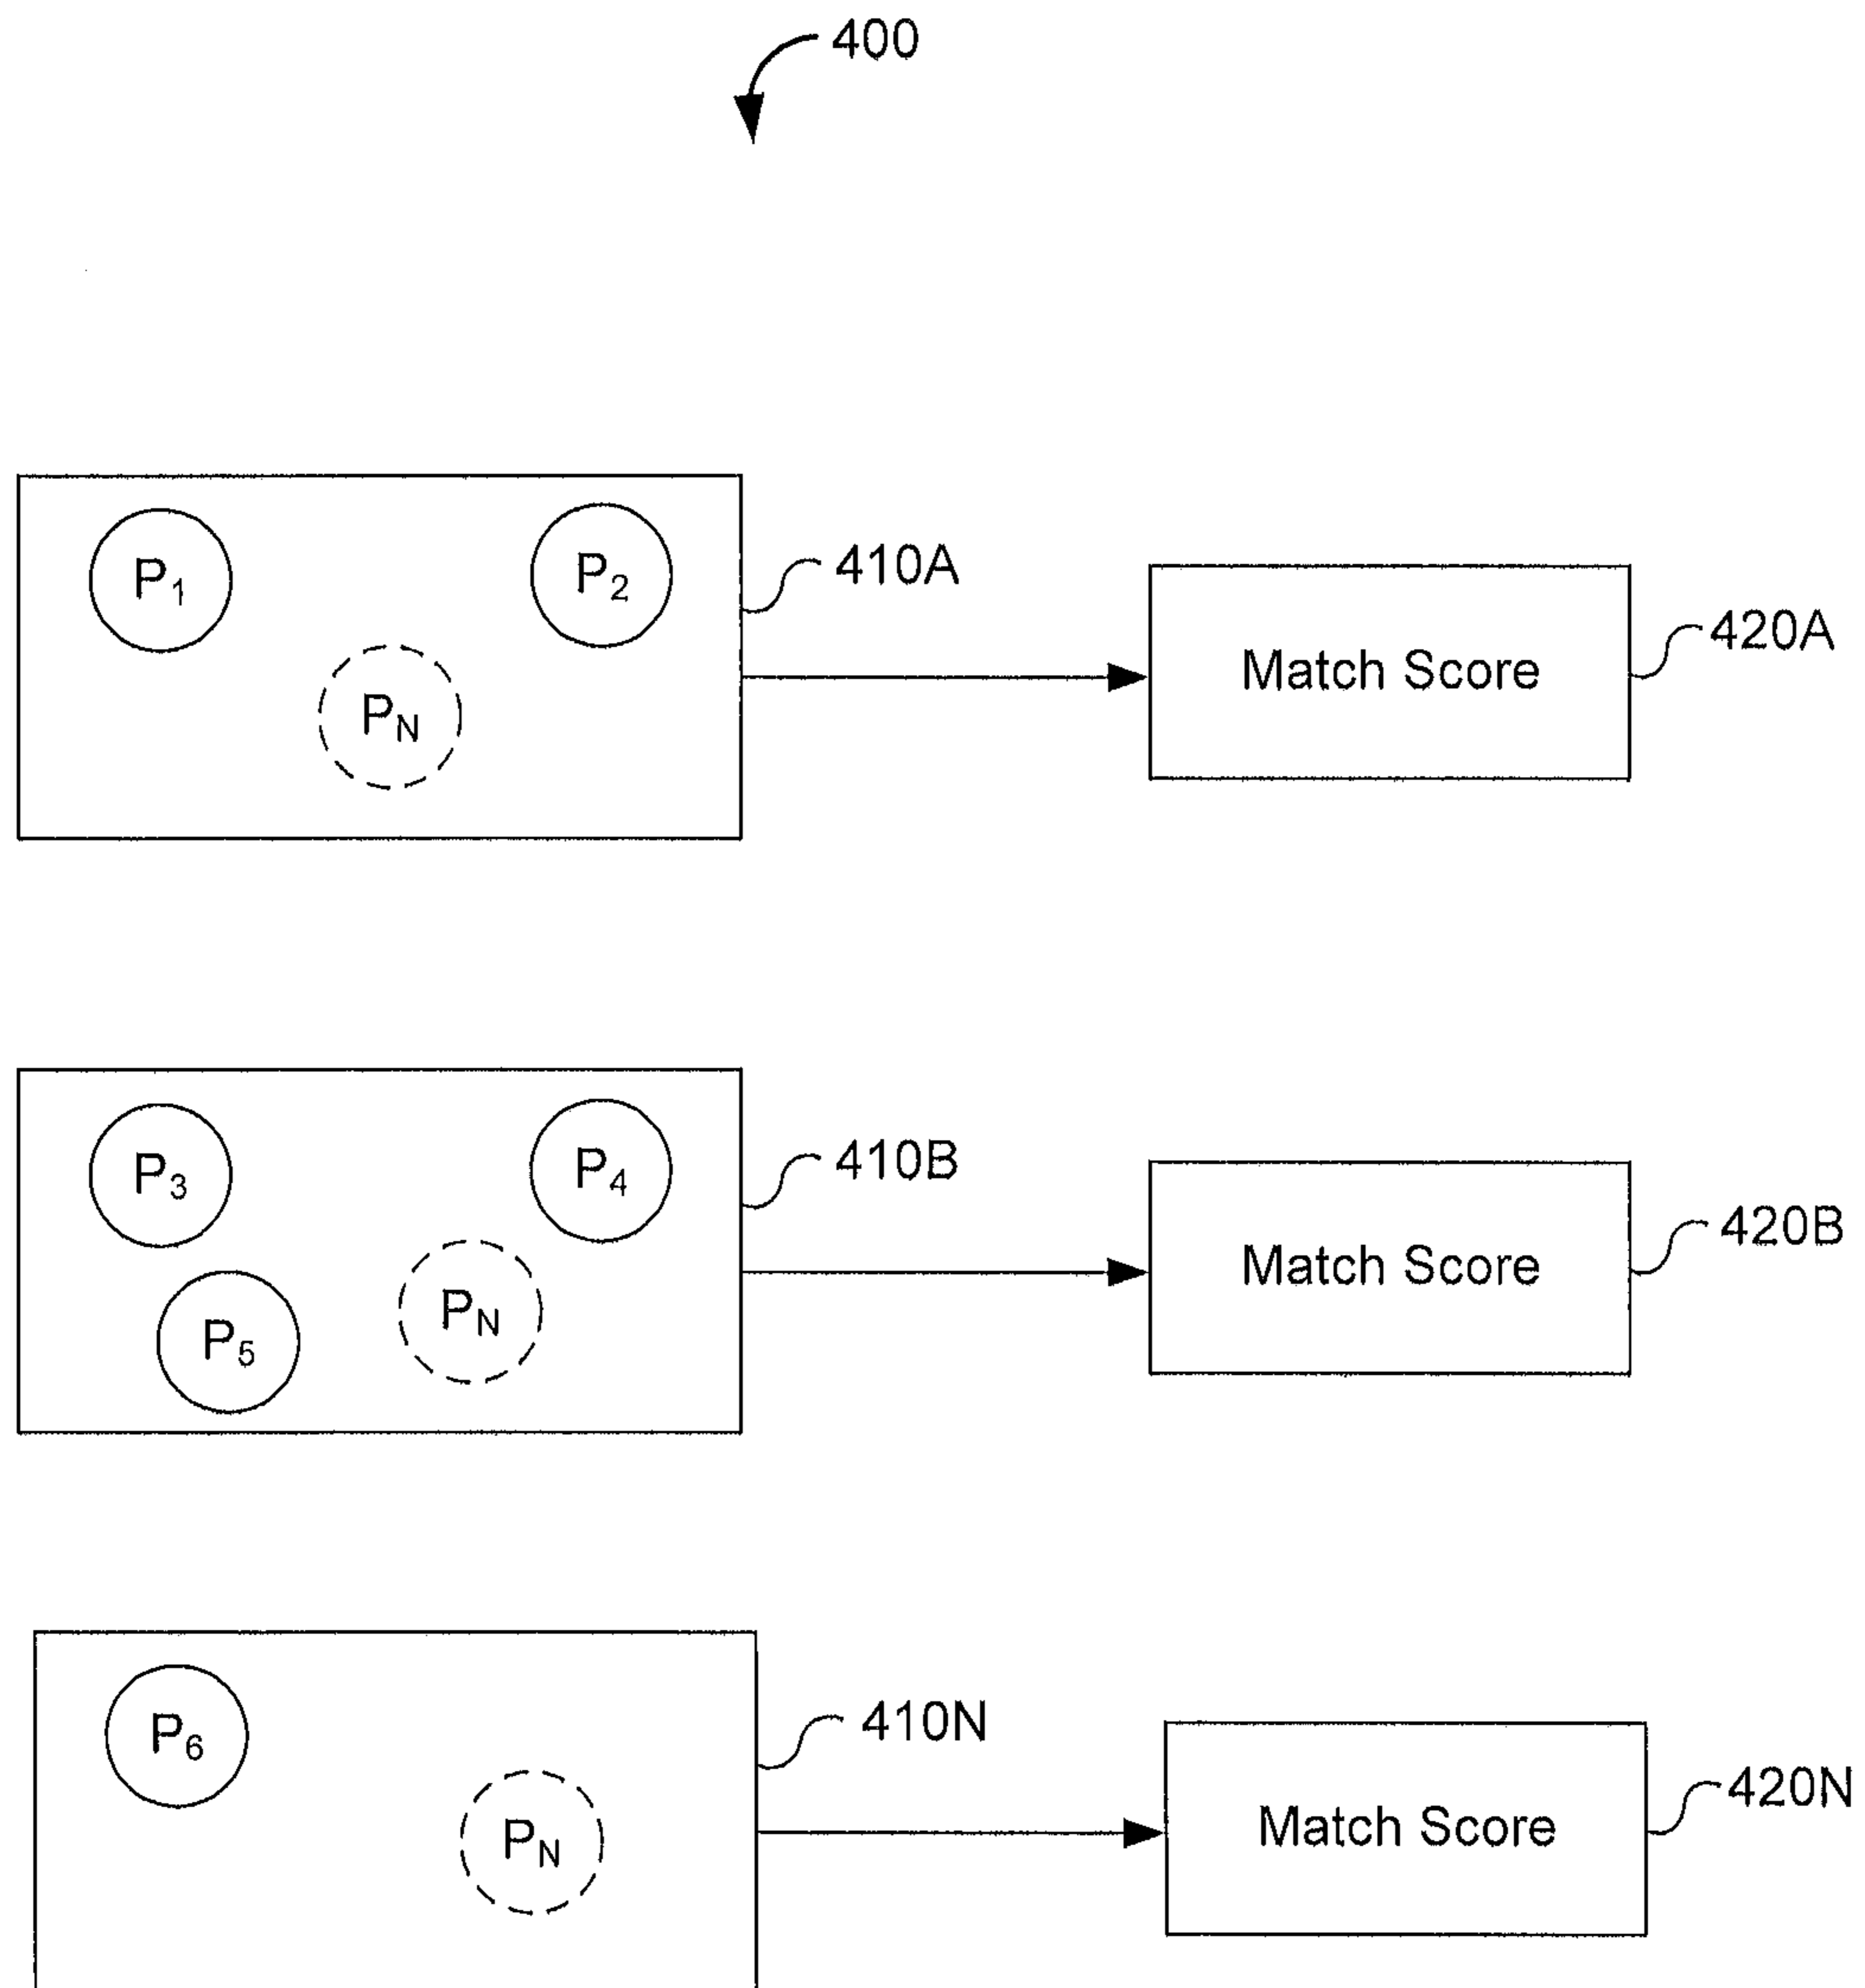 400
P₁
P₂
410A
Pₙ
Match Score
420A
P₃
P₄
410B
P₅
Pₙ
Match Score
420B
P₆
410N
Pₙ
Match Score
420N